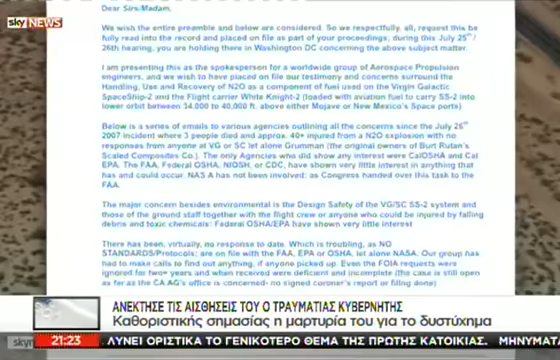 sky NEWS
Dear Sirs-Madam,
We wish the entire preamble and below are considered. So we respectfully, all, request this be
fully read into the record and placed on file as part of your proceedings; during this July 25th/
26th hearing, you are holding there in Washington DC concerning the above subject matter.
I am presenting this as the spokesperson for a worldwide group of Aerospace Propulsion
engineers, and we wish to have placed on file our testimony and concerns surrounding the
Handling, Use and Recovery of N2O as a component of fuel used on the Virgin Galactic
SpaceShip-2 and the Flight carrier White Knight-2 (loaded with aviation fuel to carry SS-2 into
lower orbit between 34,000 to 40,000 ft. above either Mojave or New Mexico's Space ports)
Below is a series of emails to various agencies outlining all the concerns since the July 26th
2007 incident where 3 people died and approx. 40+ injured from a N2O explosion with no
responses from anyone at VG or SC let alone Grumman (the original owners of Burt Rutan's
Scaled Composites Co.). The only Agencies who did show any interest were CalOSHA and Cal
EPA. The FAA, Federal OSHA, NIOSH, or CDC, have shown very little interest in anything that
has and could occur. NAS A has not been involved; as Congress handed over this task to the
FAA.
The major concern besides environmental is the Design Safety of the VG/SC SS-2 system and
those of the ground staff together with the flight crew or anyone who could be injured by falling
debris and toxic chemicals: Federal OSHA/EPA have shown very little interest
There has been, virtually, no response to date. Which is troubling, as NO
STANDARDS/Protocols: are on file with the FAA, EPA or OSHA, let alone NASA. Our group has
had to make calls to find out anything, if anyone picked up. Even the FOIA requests were
ignored for two+ years and when received were deficient and incomplete (the case is still open
as far as the CA AG's office is concerned- no signed coroner's report or filing done)
ΑΝΕΚΤΗΣΕ ΤΙΣ ΑΙΣΘΗΣΕΙΣ ΤΟΥ Ο ΤΡΑΥΜΑΤΙΑΣ ΚΥΒΕΡΝΗΤΗΣ
Καθοριστικής σημασίας η μαρτυρία του για το δυστύχημα
21:23 ΛΥΝΕΙ ΟΡΙΣΤΙΚΑ ΤΟ ΓΕΝΙΚΟΤΕΡΟ ΘΕΜΑ ΤΗΣ ΠΡΩΤΗΣ ΚΑΤΟΙΚΙΑΣ. ΜΗΝΥΜΑ